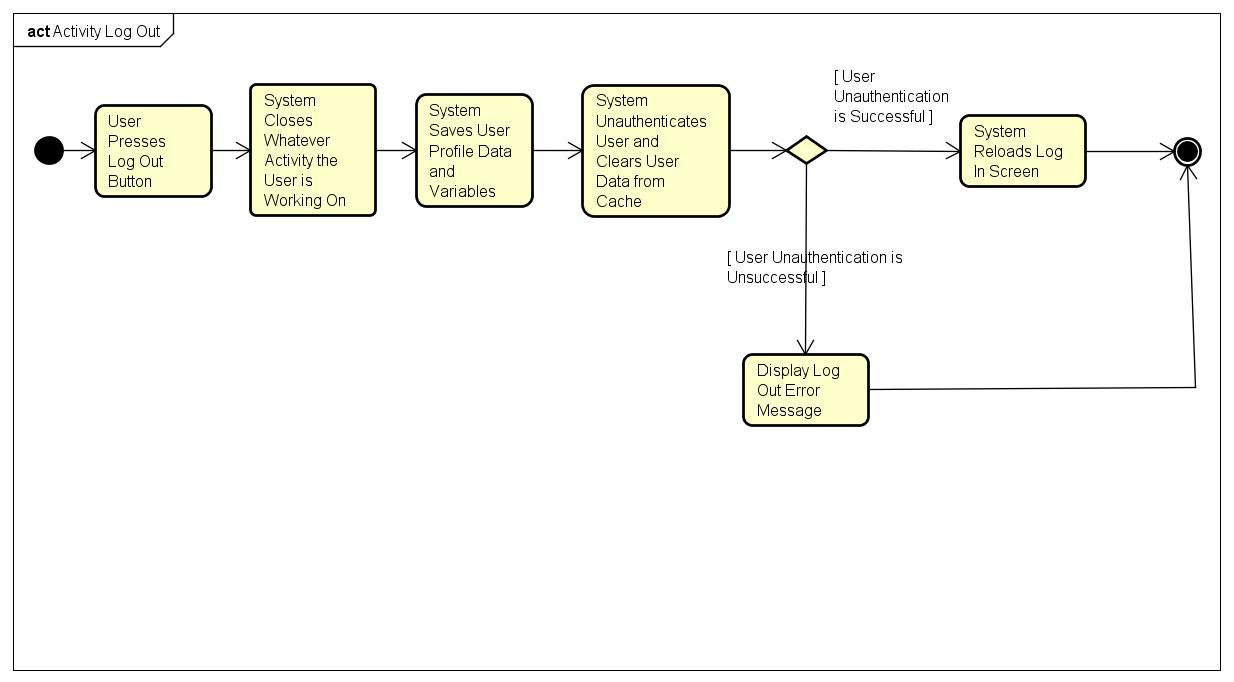 act Activity Log Out
User
Presses
Log Out
Button
System
Closes
Whatever
Activity the
User is
Working On
System
Saves User
Profile Data
and
Variables
System
Unauthenticates
User and
Clears User
Data from
Cache
[ User
Unauthentication
is Successful ]
System
Reloads Log
In Screen
[ User Unauthentication is
Unsuccessful ]
Display Log
Out Error
Message